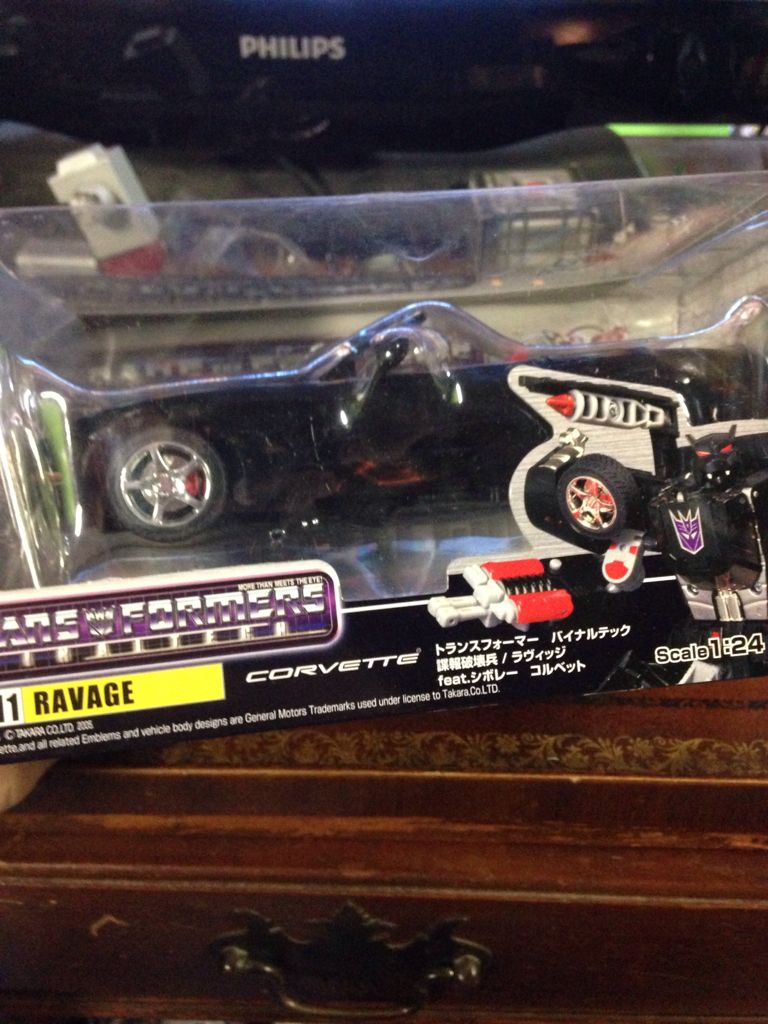 PHILIPS
MORE THAN MEETS THE EYE!
ANSFORMERS
11 RAVAGE
CORVETTE
トランスフォーマー バイナルテック
諜報破壊兵 / ラヴィッジ
feat.シボレー コルベット
Scale 1:24
© TAKARA CO.,LTD. 2005
ette,and all related Emblems and vehicle body designs are General Motors Trademarks used under license to Takara.Co.LTD.